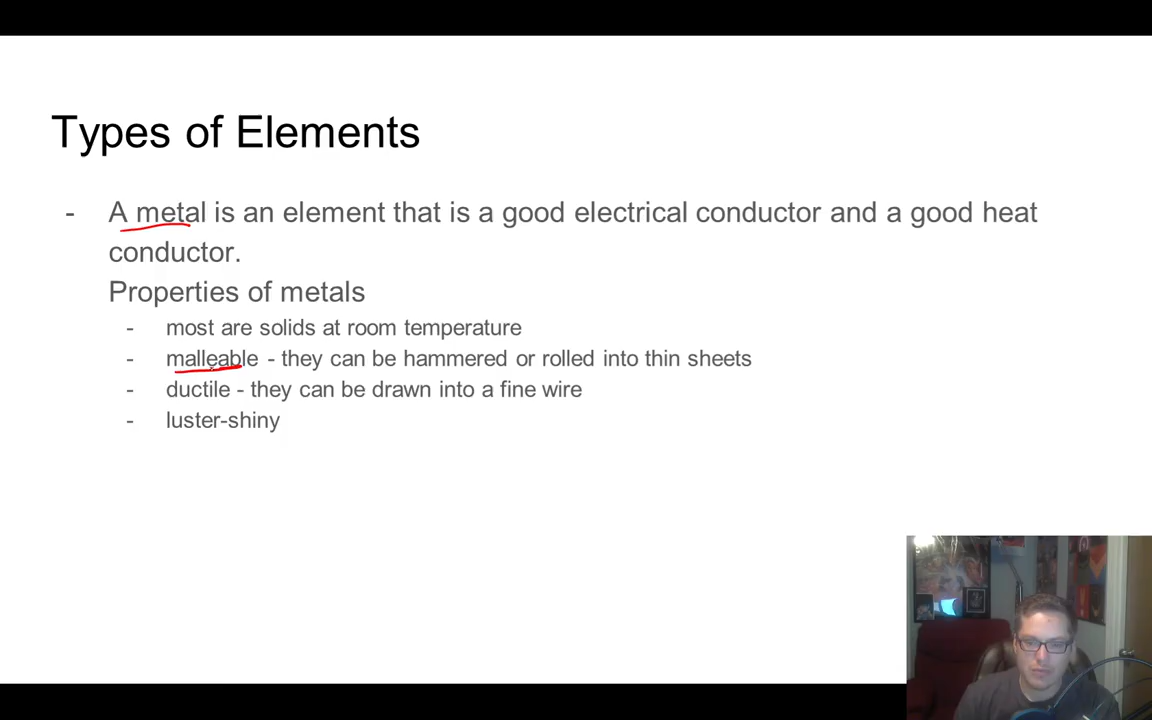 Types of Elements
- A metal is an element that is a good electrical conductor and a good heat
conductor.
Properties of metals
- most are solids at room temperature
- malleable - they can be hammered or rolled into thin sheets
- ductile - they can be drawn into a fine wire
- luster-shiny